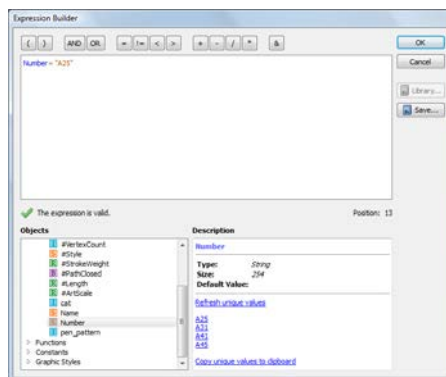 Expression Builder
( ) AND OR = != < > + - / * &
OK
Cancel
Library...
Save...
Number = "A25"
The expression is valid.
Position: 13
Objects
#VertexCount
#Style
#StrokeWeight
#PathClosed
#Length
#ArtScale
cat
Name
Number
pen_pattern
Functions
Constants
Graphic Styles
Description
Number
Type: String
Size: 254
Default Value:
Refresh unique values
A25
A31
A41
A45
Copy unique values to clipboard